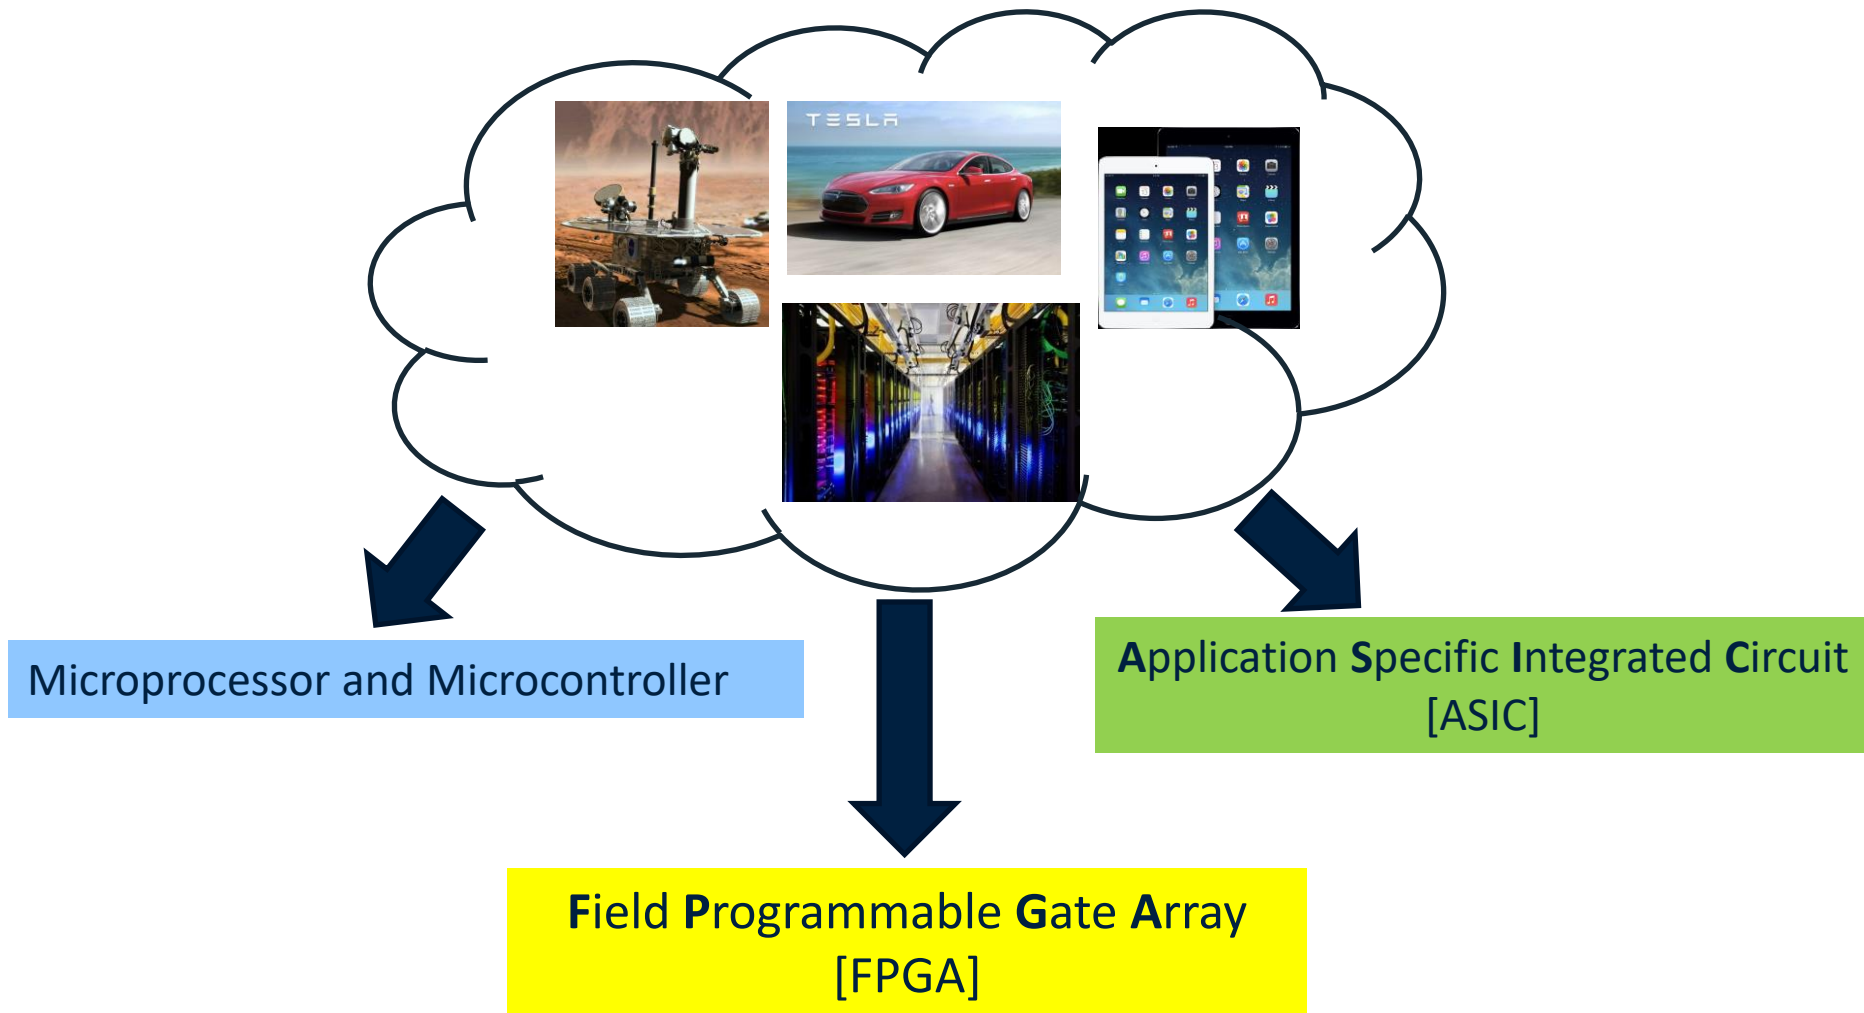 TESLA
Microprocessor and Microcontroller
Application Specific Integrated Circuit
[ASIC]
Field Programmable Gate Array
[FPGA]